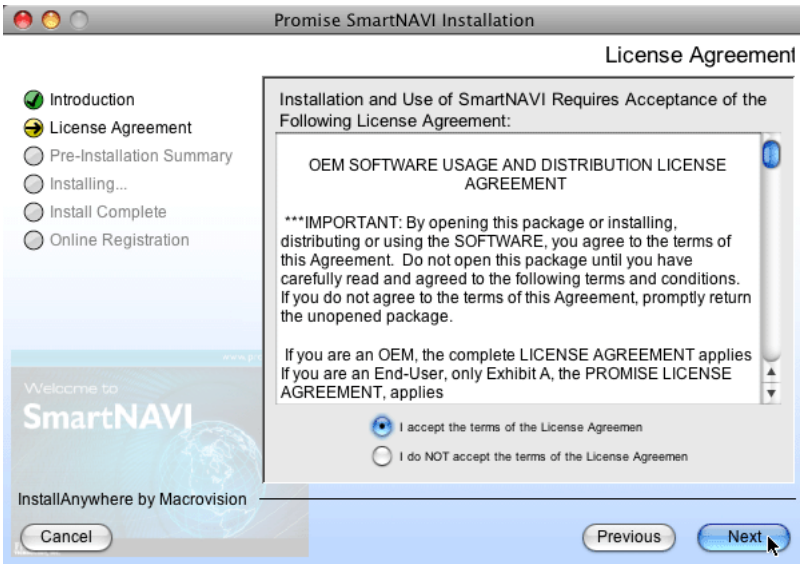 Promise SmartNAVI Installation
License Agreement
Introduction
License Agreement
Pre-Installation Summary
Installing...
Install Complete
Online Registration
Installation and Use of SmartNAVI Requires Acceptance of the
Following License Agreement:
OEM SOFTWARE USAGE AND DISTRIBUTION LICENSE
AGREEMENT
***IMPORTANT: By opening this package or installing,
distributing or using the SOFTWARE, you agree to the terms of
this Agreement. Do not open this package until you have
carefully read and agreed to the following terms and conditions.
If you do not agree to the terms of this Agreement, promptly return
the unopened package.
If you are an OEM, the complete LICENSE AGREEMENT applies
If you are an End-User, only Exhibit A, the PROMISE LICENSE
AGREEMENT, applies
I accept the terms of the License Agreemen
I do NOT accept the terms of the License Agreemen
www.pr
Welcome to
SmartNAVI
InstallAnywhere by Macrovision
Cancel
Previous
Next